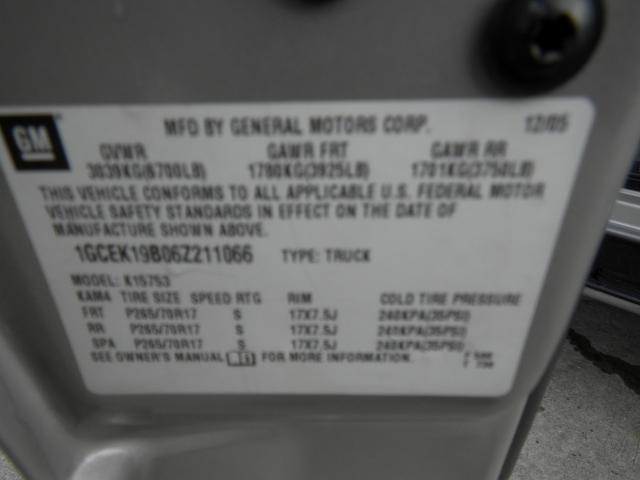 GM
MFD BY GENERAL MOTORS CORP. 12/05
GVWR GAWR FRT GAWR RR
3039KG(6700LB) 1780KG(3925LB) 1701KG(3750LB)
THIS VEHICLE CONFORMS TO ALL APPLICABLE U.S. FEDERAL MOTOR
VEHICLE SAFETY STANDARDS IN EFFECT ON THE DATE OF
MANUFACTURE SHOWN ABOVE.
1GCEK19B06Z211066 TYPE: TRUCK
MODEL: K15753
KAM4 TIRE SIZE SPEED RTG RIM COLD TIRE PRESSURE
FRT P265/70R17 S 17X7.5J 240KPA(35PSI)
RR P265/70R17 S 17X7.5J 240KPA(35PSI)
SPA P265/70R17 S 17X7.5J 240KPA(35PSI)
SEE OWNER'S MANUAL FOR MORE INFORMATION.